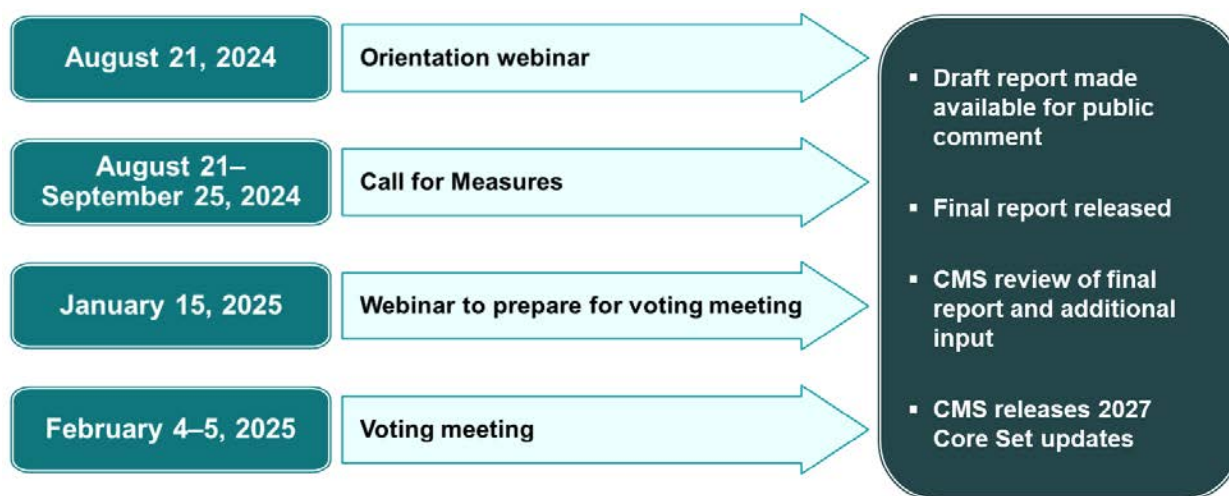 August 21, 2024
Orientation webinar
August 21–
September 25, 2024
Call for Measures
January 15, 2025
Webinar to prepare for voting meeting
February 4–5, 2025
Voting meeting
▪ Draft report made
available for public
comment
▪ Final report released
▪ CMS review of final
report and additional
input
▪ CMS releases 2027
Core Set updates